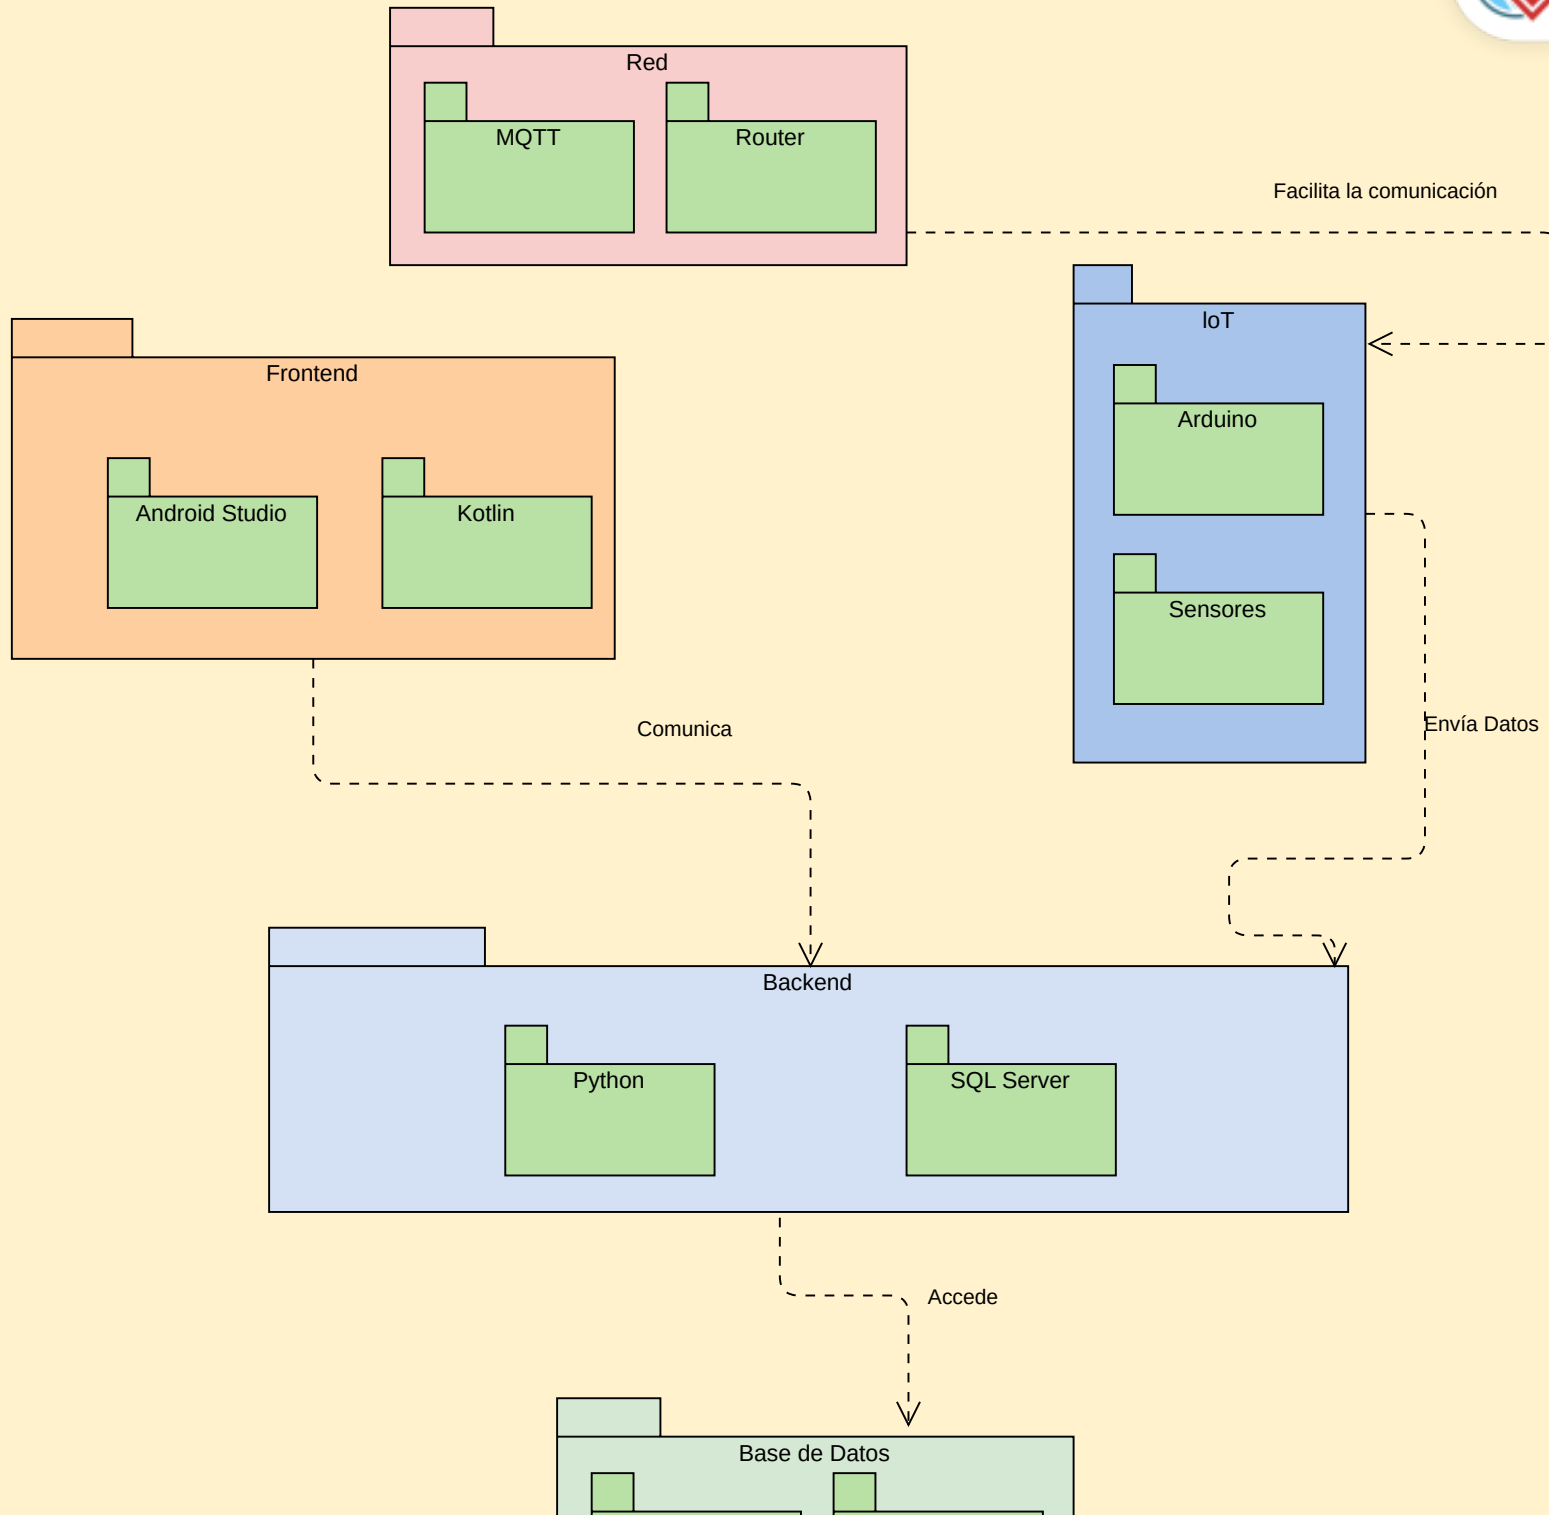 Red
MQTT
Router
Facilita la comunicación
IoT
Frontend
Arduino
Android Studio
Kotlin
Sensores
Envía Datos
Comunica
Backend
Python
SQL Server
Accede
Base de Datos